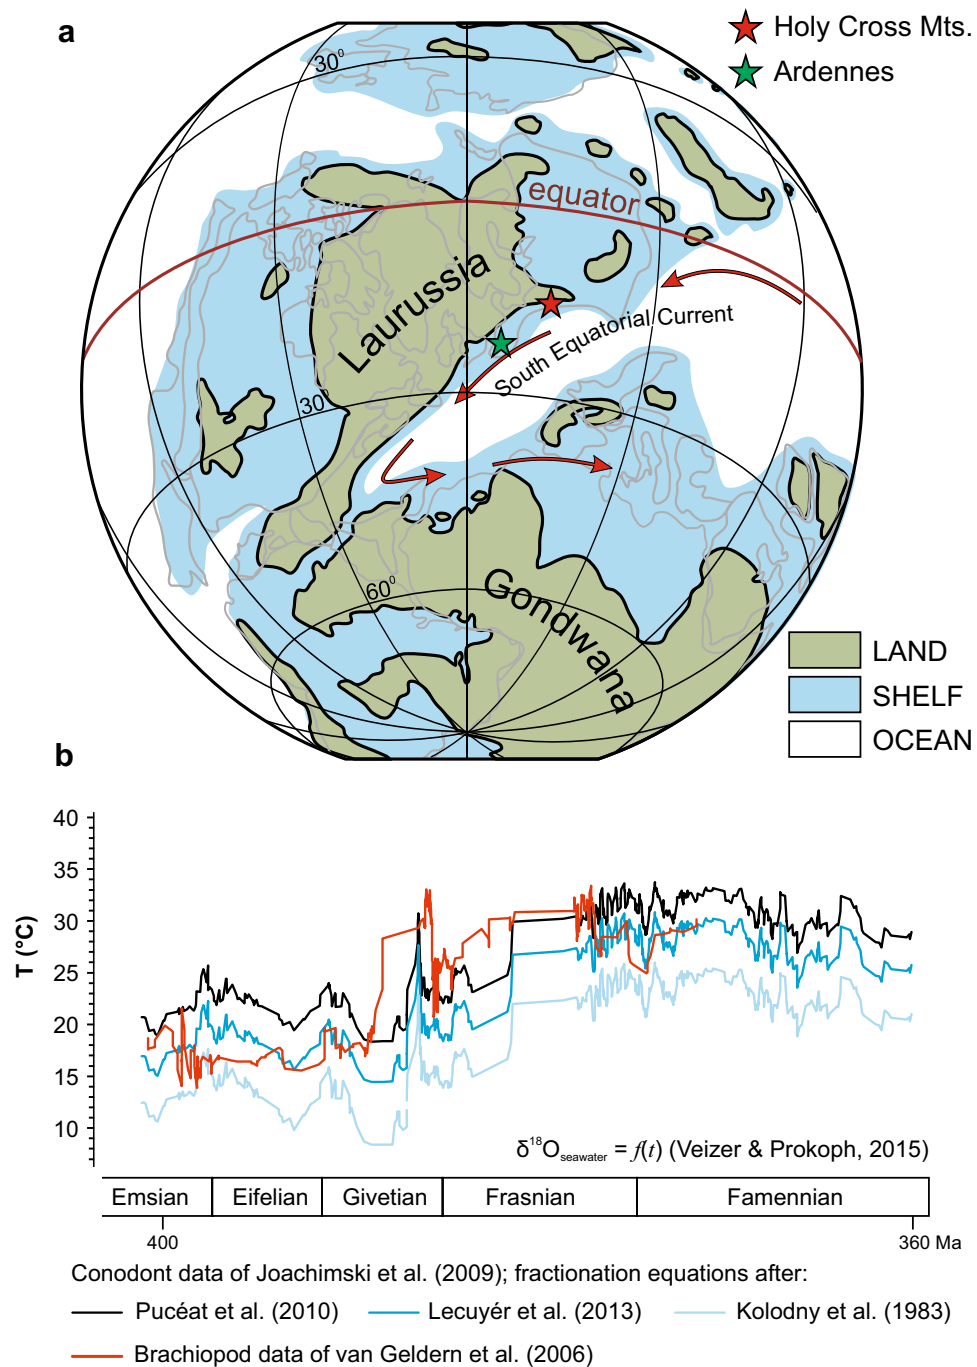 a
Holy Cross Mts.
Ardennes
30⁰
equator
Laurussia
South Equatorial Current
30⁰
60⁰
Gondwana
LAND
SHELF
OCEAN
b
40
35
30
25
20
15
10
T (°C)
δ¹⁸Oseawater = f(t) (Veizer & Prokoph, 2015)
Emsian Eifelian Givetian Frasnian Famennian
400 360 Ma
Conodont data of Joachimski et al. (2009); fractionation equations after:
Pucéat et al. (2010) Lecuyér et al. (2013) Kolodny et al. (1983)
Brachiopod data of van Geldern et al. (2006)